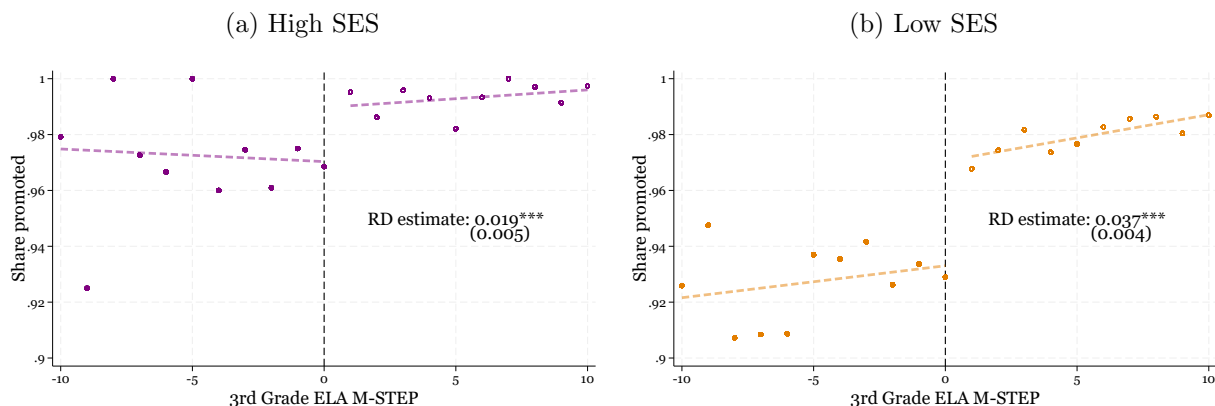 (a) High SES
Share promoted
1
.98
.96
.94
.92
.9
RD estimate: 0.019***
(0.005)
-10 -5 0 5 10
3rd Grade ELA M-STEP
(b) Low SES
Share promoted
1
.98
.96
.94
.92
.9
RD estimate: 0.037***
(0.004)
-10 -5 0 5 10
3rd Grade ELA M-STEP